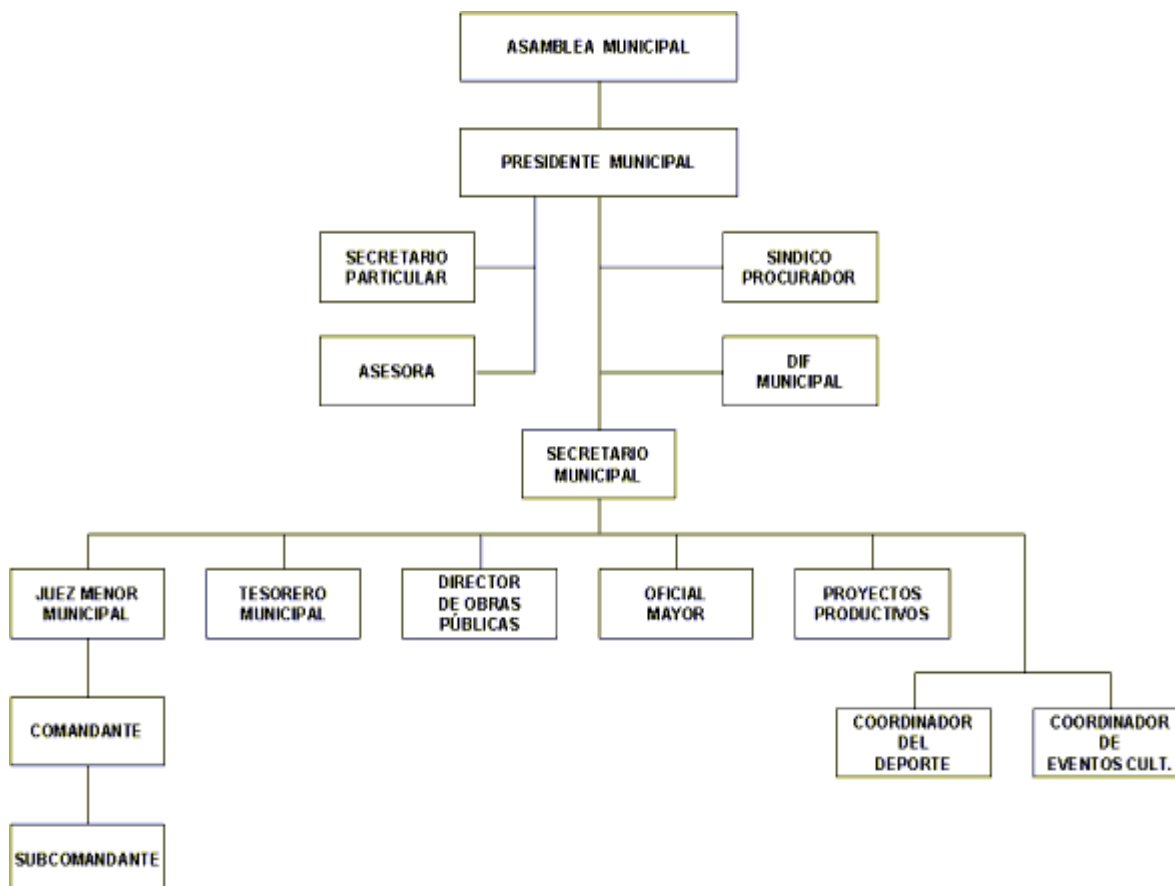 ASAMBLEA MUNICIPAL
PRESIDENTE MUNICIPAL
SECRETARIO
PARTICULAR
SINDICO
PROCURADOR
ASESORA
DIF
MUNICIPAL
SECRETARIO
MUNICIPAL
JUEZ MENOR
MUNICIPAL
TESORERO
MUNICIPAL
DIRECTOR
DE OBRAS
PÚBLICAS
OFICIAL
MAYOR
PROYECTOS
PRODUCTIVOS
COMANDANTE
COORDINADOR
DEL
DEPORTE
COORDINADOR
DE
EVENTOS CULT.
SUBCOMANDANTE